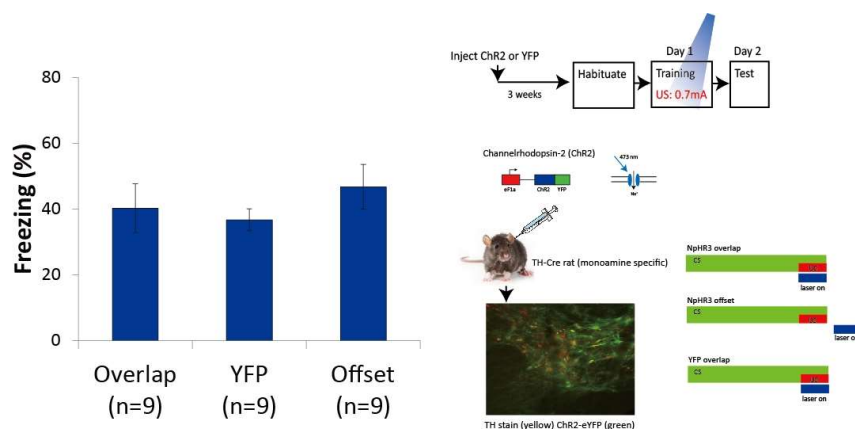 80
60
40
20
0
Freezing (%)
Overlap
(n=9)
YFP
(n=9)
Offset
(n=9)
Inject ChR2 or YFP
3 weeks
Habituate
Day 1
Training
US: 0.7mA
Day 2
Test
Channelrhodopsin-2 (ChR2)
473 nm
eF1a
ChR2
YFP
TH-Cre rat (monoamine specific)
TH stain (yellow) ChR2-eYFP (green)
NpHR3 overlap
CS
laser on
NpHR3 offset
CS
laser on
YFP overlap
CS
laser on